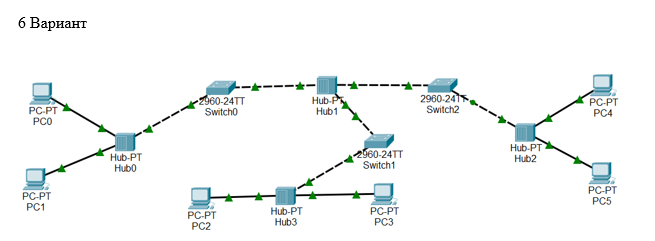 6 Вариант
PC-PT
PC0
2960-24TT
Switch0
Hub-PT
Hub1
2960-24TT
Switch2
PC-PT
PC4
Hub-PT
Hub0
2960-24TT
Switch1
Hub-PT
Hub2
PC-PT
PC1
PC-PT
PC2
Hub-PT
Hub3
PC-PT
PC3
PC-PT
PC5